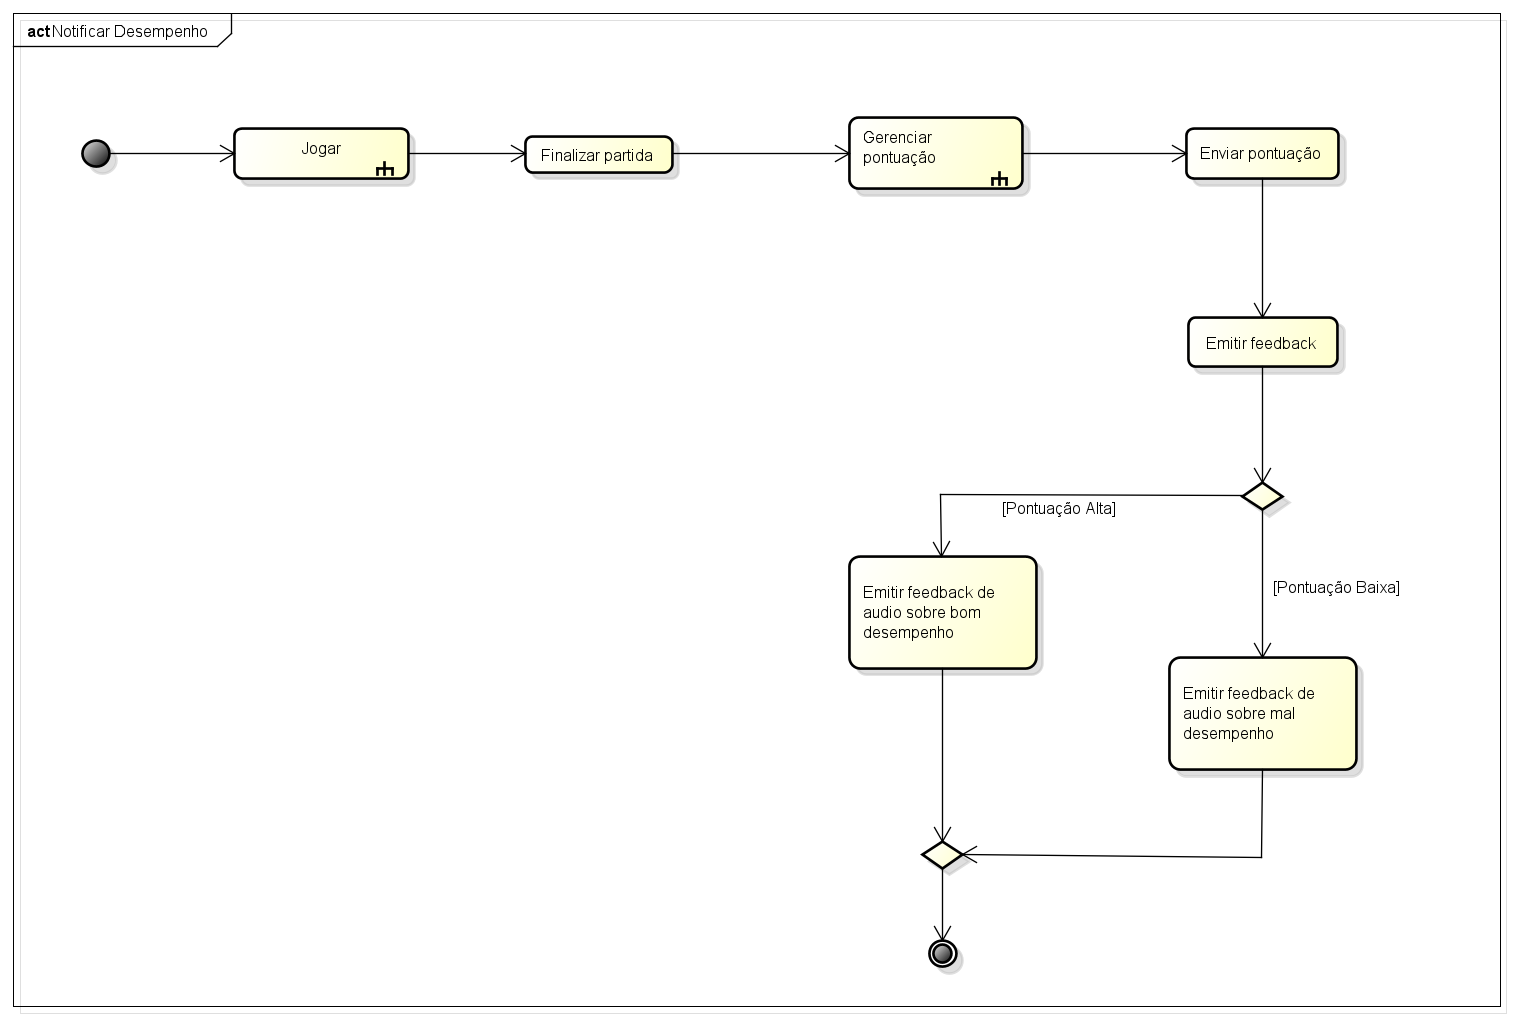 act Notificar Desempenho
Jogar
Finalizar partida
Gerenciar
pontuação
Enviar pontuação
Emitir feedback
[Pontuação Alta]
[Pontuação Baixa]
Emitir feedback de
audio sobre bom
desempenho
Emitir feedback de
audio sobre mal
desempenho